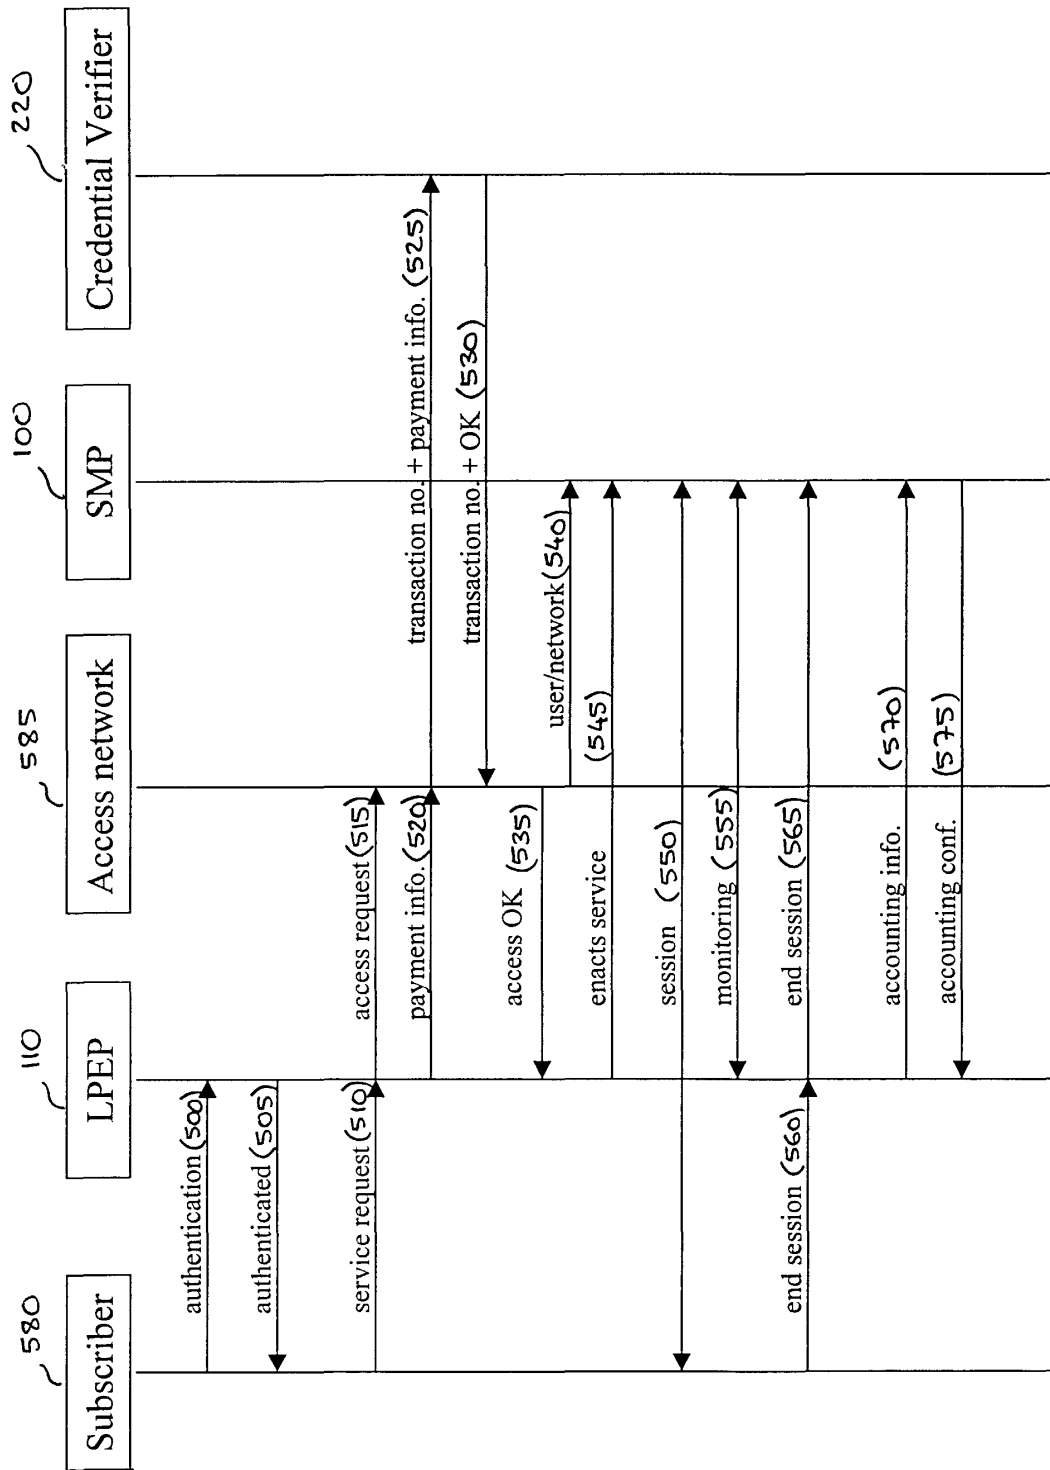 580
110
585
100
220
Subscriber
LPEP
Access network
SMP
Credential Verifier
authentication (500)
authenticated (505)
service request (510)
access request (515)
payment info. (520)
transaction no. + payment info. (525)
transaction no. + OK (530)
access OK (535)
user/network (540)
enacts service (545)
session (550)
monitoring (555)
end session (560)
end session (565)
accounting info. (570)
accounting conf. (575)